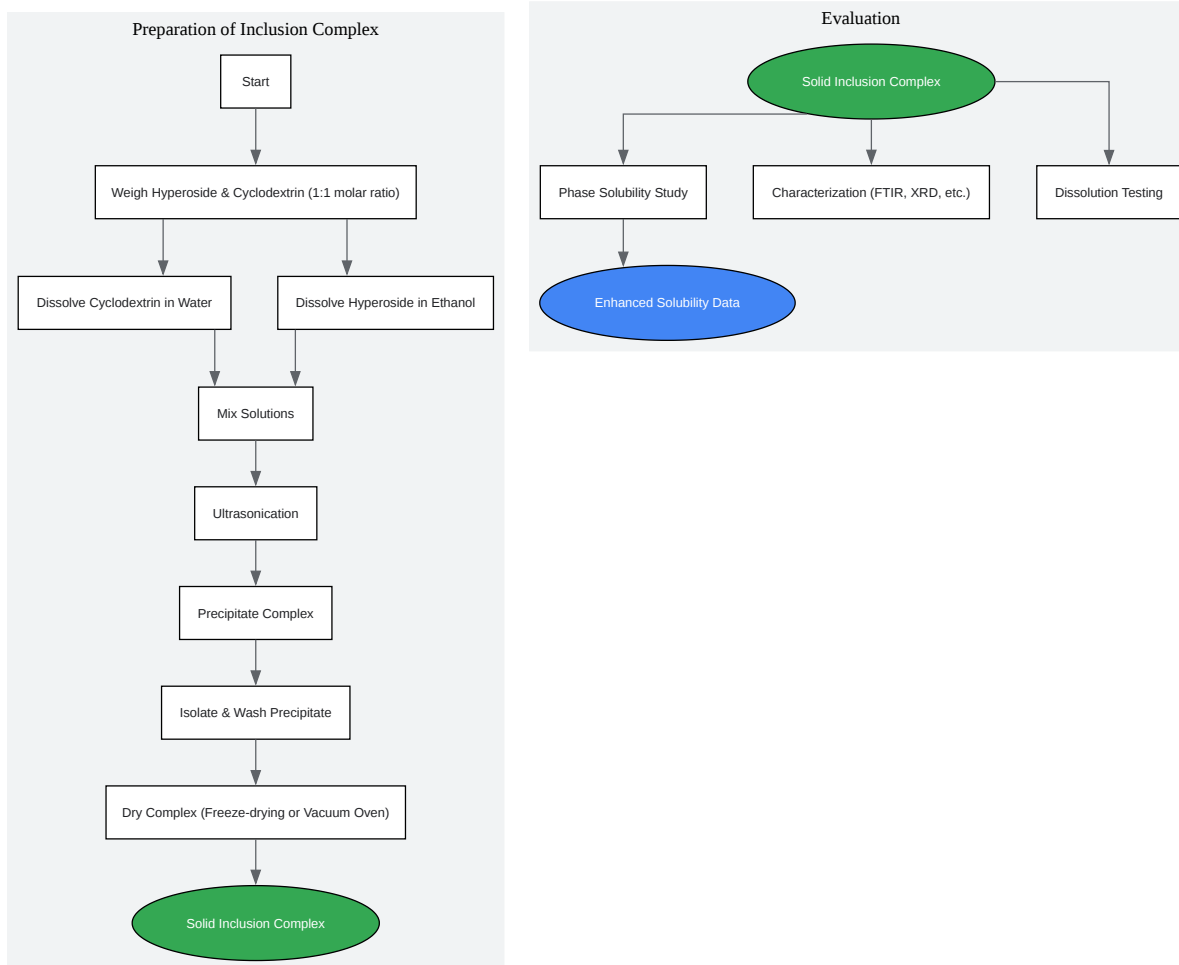 Preparation of Inclusion Complex
Start
Weigh Hyperoside & Cyclodextrin (1:1 molar ratio)
Dissolve Cyclodextrin in Water
Dissolve Hyperoside in Ethanol
Mix Solutions
Ultrasonication
Precipitate Complex
Isolate & Wash Precipitate
Dry Complex (Freeze-drying or Vacuum Oven)
Solid Inclusion Complex
Evaluation
Solid Inclusion Complex
Phase Solubility Study
Characterization (FTIR, XRD, etc.)
Dissolution Testing
Enhanced Solubility Data